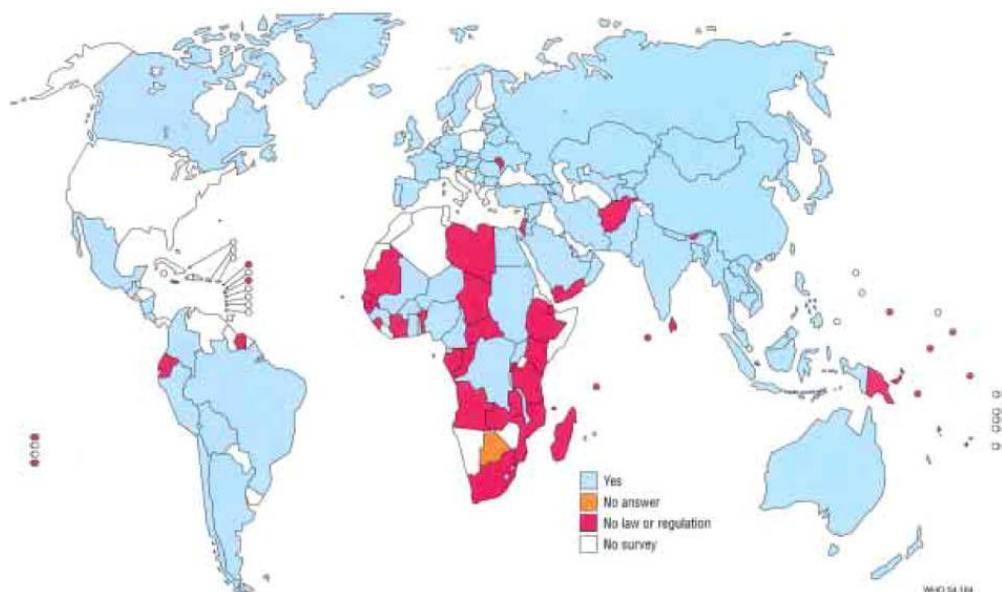 Yes
No answer
No law or regulation
No survey